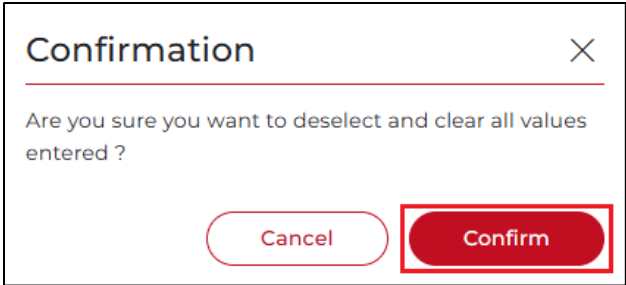 Confirmation
Are you sure you want to deselect and clear all values
entered ?
Cancel
Confirm